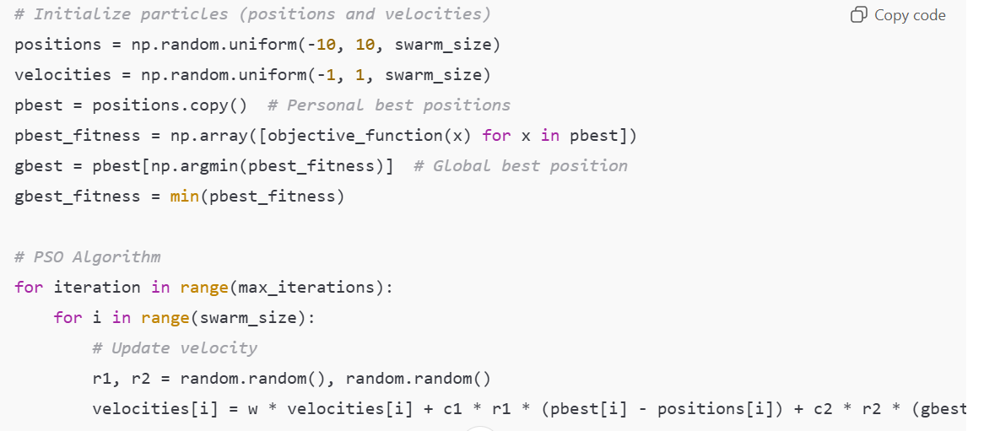 # Initialize particles (positions and velocities)
Copy code
positions = np.random.uniform(-10, 10, swarm_size)
velocities = np.random.uniform(-1, 1, swarm_size)
pbest = positions.copy()  # Personal best positions
pbest_fitness = np.array([objective_function(x) for x in pbest])
gbest = pbest[np.argmin(pbest_fitness)]  # Global best position
gbest_fitness = min(pbest_fitness)
# PSO Algorithm
for iteration in range(max_iterations):
    for i in range(swarm_size):
        # Update velocity
        r1, r2 = random.random(), random.random()
        velocities[i] = w * velocities[i] + c1 * r1 * (pbest[i] - positions[i]) + c2 * r2 * (gbest